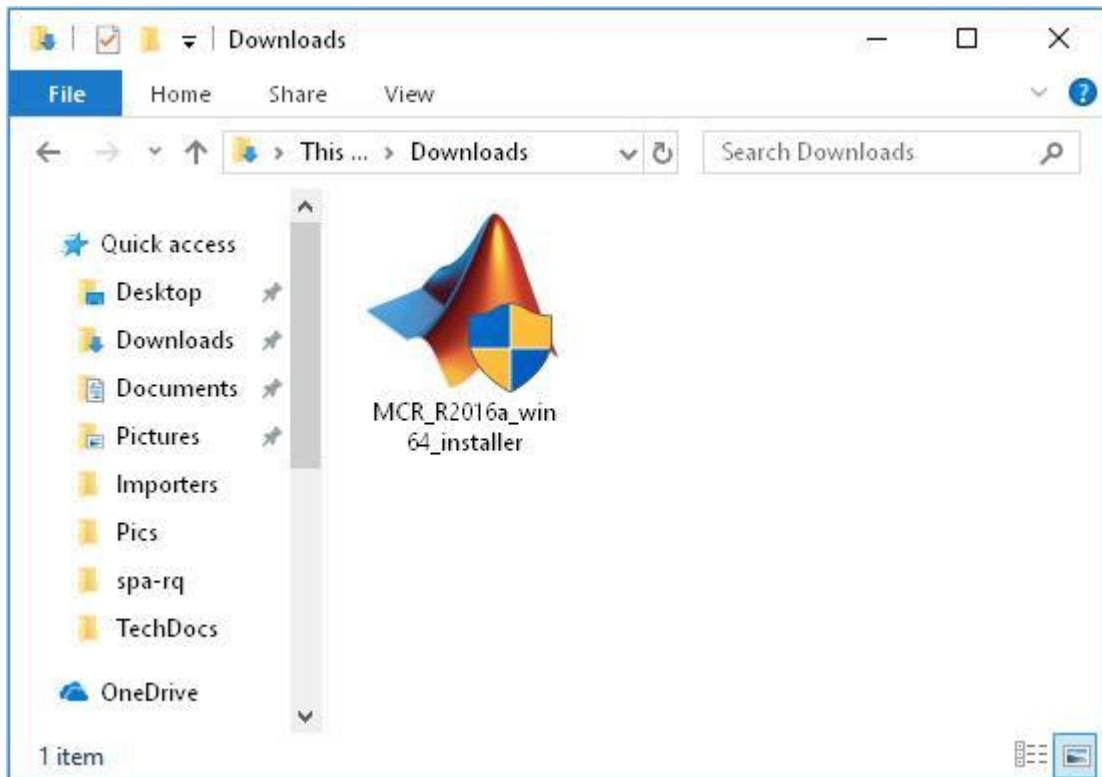 Downloads
File Home Share View
This ... Downloads Search Downloads
Quick access
Desktop
Downloads
Documents
Pictures
Importers
Pics
spa-rq
TechDocs
OneDrive
MCR_R2016a_win
64_installer
1 item